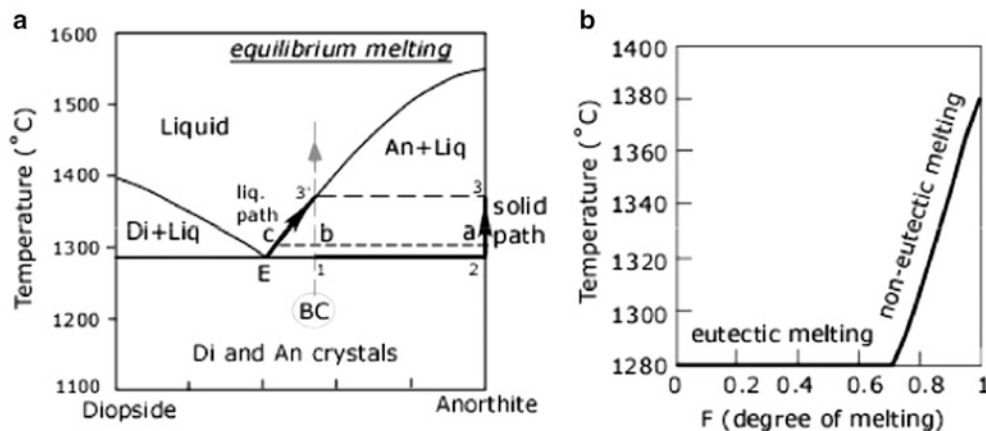 a
equilibrium melting
1600
1500
1400
1300
1200
1100
Temperature (˚C)
Liquid
An+Liq
liq.
path
3'
3
solid
path
Di+Liq
c
b
a
E
1
2
BC
Di and An crystals
Diopside
Anorthite
b
1400
1380
1360
1340
1320
1300
1280
Temperature (˚C)
non-eutectic melting
eutectic melting
0
0.2
0.4
0.6
0.8
1
F (degree of melting)